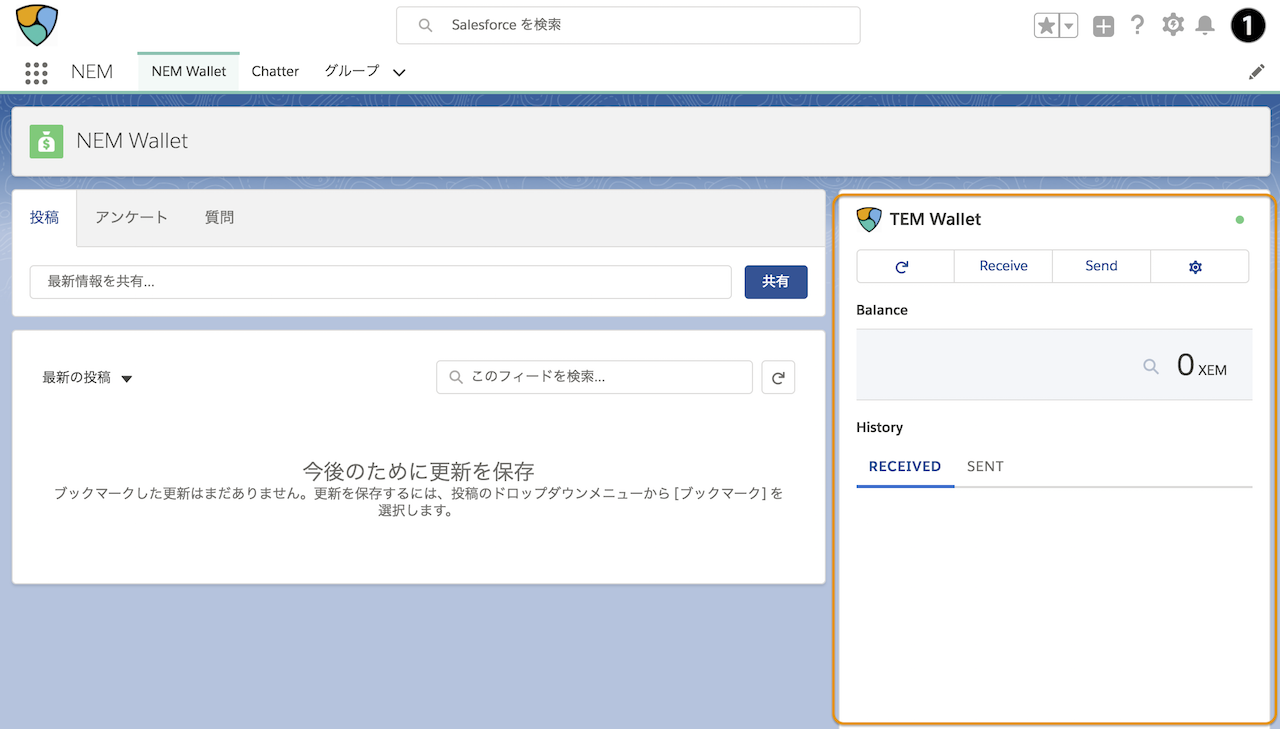 Salesforce を検索
1
NEM
NEM Wallet
Chatter
グループ
NEM Wallet
投稿
アンケート
質問
最新情報を共有...
共有
最新の投稿
このフィードを検索...
今後のために更新を保存
ブックマークした更新はまだありません。更新を保存するには、投稿のドロップダウンメニューから [ブックマーク] を
選択します。
TEM Wallet
Receive
Send
Balance
0 XEM
History
RECEIVED
SENT